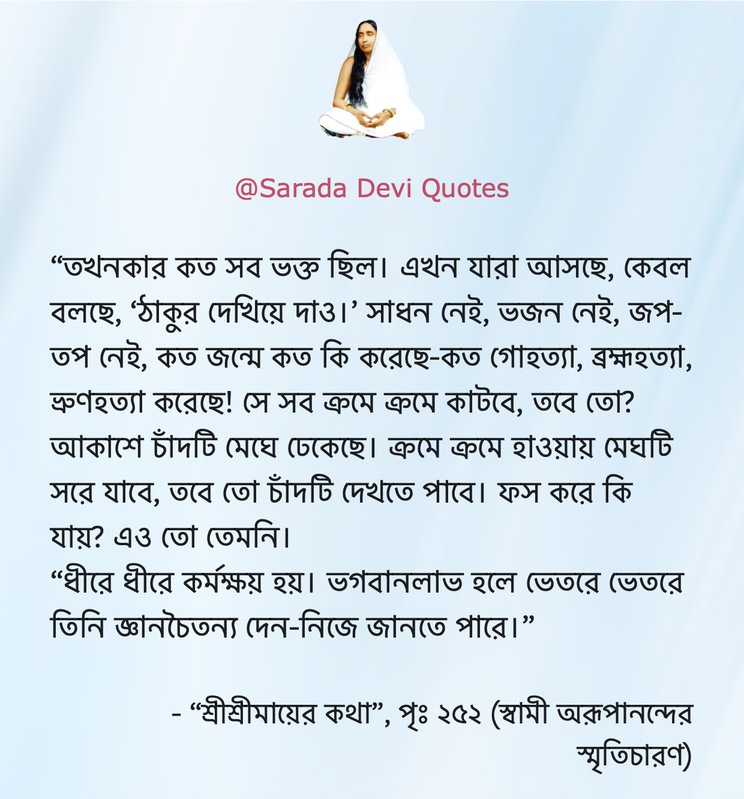 @Sarada Devi Quotes
“তখনকার কত সব ভক্ত ছিল। এখন যারা আসছে, কেবল
বলছে, ‘ঠাকুর দেখিয়ে দাও।’ সাধন নেই, ভজন নেই, জপ-
তপ নেই, কত জন্মে কত কি করেছে-কত গোহত্যা, ব্রহ্মহত্যা,
ভ্রুণহত্যা করেছে! সে সব ক্রমে ক্রমে কাটবে, তবে তো?
আকাশে চাঁদটি মেঘে ঢেকেছে। ক্রমে ক্রমে হাওয়ায় মেঘটি
সরে যাবে, তবে তো চাঁদটি দেখতে পাবে। ফস করে কি
যায়? এও তো তেমনি।
“ধীরে ধীরে কর্মক্ষয় হয়। ভগবানলাভ হলে ভেতরে ভেতরে
তিনি জ্ঞানচৈতন্য দেন-নিজে জানতে পারে।”
- “শ্রীশ্রীমায়ের কথা”, পৃঃ ২৫২ (স্বামী অরূপানন্দের
স্মৃতিচারণ)